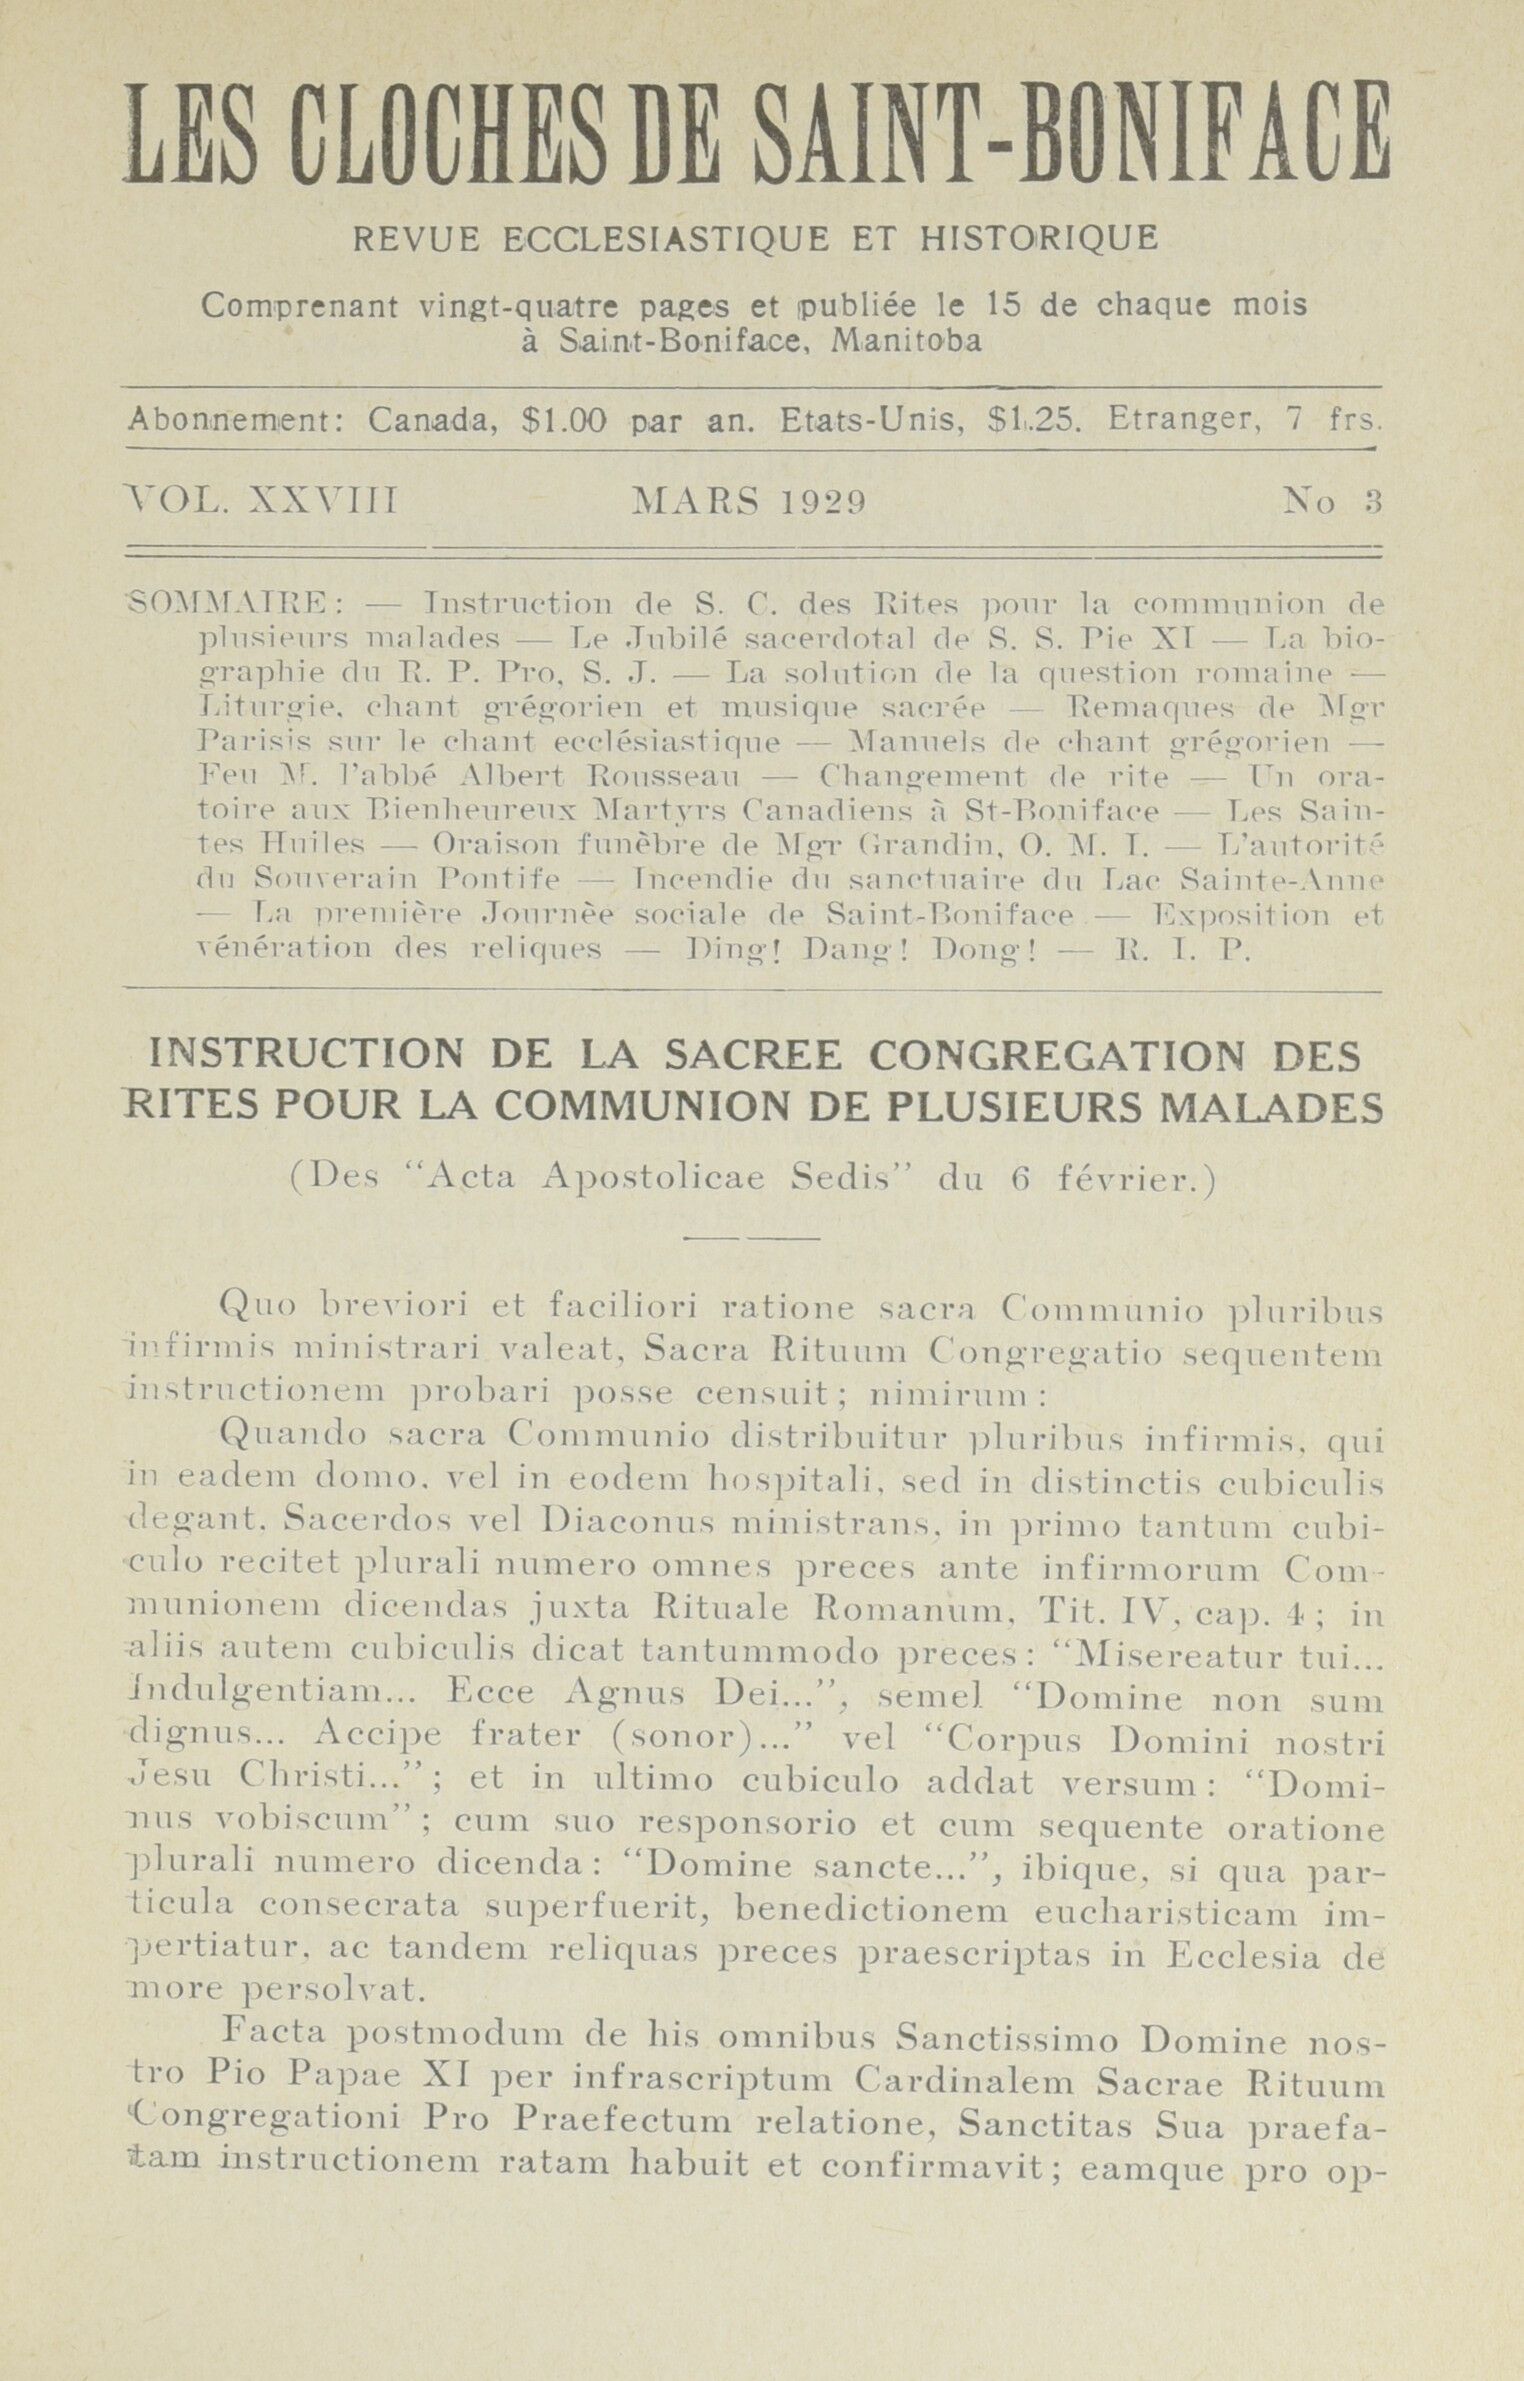 LES CLOCHES DE SAINT-BONIFACE
REVUE ECCLESIASTIQUE ET HISTORIQUE
Comprenant vingt-quatre pages et publiée le 15 de chaque mois
à Saint-Boniface, Manitoba
Abonnement: Canada, $1.00 par an. Etats-Unis, $1.25. Etranger, 7 frs.
VOL. XXVIII MARS 1929 No 3
SOMMAIRE: — Instruction de S. C. des Rites pour la communion de
plusieurs malades — Le Jubilé sacerdotal de S. S. Pie XI — La bio-
graphie du R. P. Pro, S. J. — La solution de la question romaine —
Liturgie, chant grégorien et musique sacrée — Remaques de Mgr
Parisis sur le chant ecclésiastique — Manuels de chant grégorien —
Feu M. l'abbé Albert Rousseau — Changement de rite — Un ora-
toire aux Bienheureux Martyrs Canadiens à St-Boniface — Les Sain-
tes Huiles — Oraison funèbre de Mgr Grandin, O. M. I. — L'autorité
du Souverain Pontife — Incendie du sanctuaire du Lac Sainte-Anne
— La première Journèe sociale de Saint-Boniface — Exposition et
vénération des reliques — Ding! Dang! Dong! — R. I. P.
INSTRUCTION DE LA SACREE CONGREGATION DES
RITES POUR LA COMMUNION DE PLUSIEURS MALADES
(Des "Acta Apostolicae Sedis" du 6 février.)
Quo breviori et faciliori ratione sacra Communio pluribus
infirmis ministrari valeat, Sacra Rituum Congregatio sequentem
instructionem probari posse censuit; nimirum:
Quando sacra Communio distribuitur pluribus infirmis, qui
in eadem domo, vel in eodem hospitali, sed in distinctis cubiculis
degant, Sacerdos vel Diaconus ministrans, in primo tantum cubi-
culo recitet plurali numero omnes preces ante infirmorum Com-
munionem dicendas juxta Rituale Romanum, Tit. IV, cap. 4; in
aliis autem cubiculis dicat tantummodo preces: "Misereatur tui...
Indulgentiam... Ecce Agnus Dei...", semel "Domine non sum
dignus... Accipe frater (sonor)..." vel "Corpus Domini nostri
Jesu Christi..."; et in ultimo cubiculo addat versum: "Domi-
nus vobiscum"; cum suo responsorio et cum sequente oratione
plurali numero dicenda: "Domine sancte...", ibique, si qua par-
ticula consecrata superfuerit, benedictionem eucharisticam im-
pertiatur, ac tandem reliquas preces praescriptas in Ecclesia de
more persolvat.
Facta postmodum de his omnibus Sanctissimo Domine nos-
tro Pio Papae XI per infrascriptum Cardinalem Sacrae Rituum
Congregationi Pro Praefectum relatione, Sanctitas Sua praefa-
tam instructionem ratam habuit et confirmavit; eamque pro op-